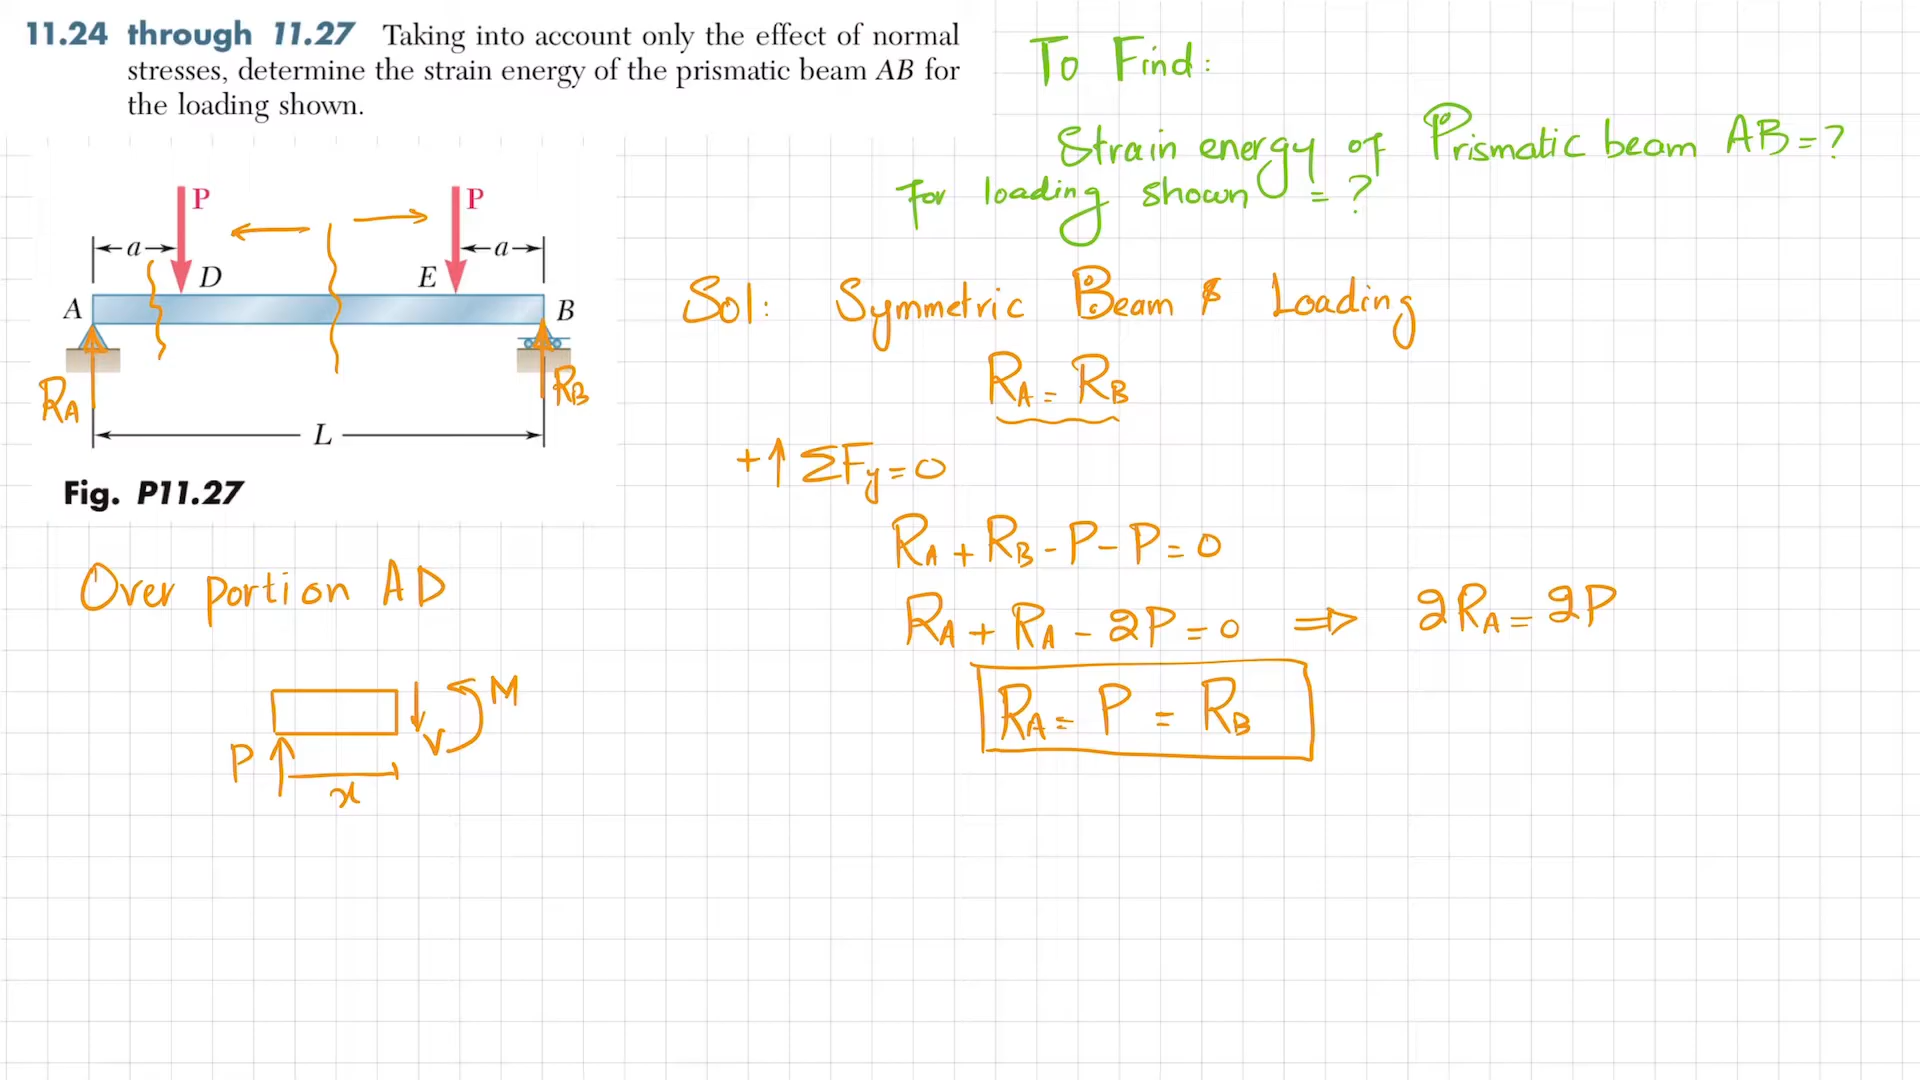 11.24 through 11.27 Taking into account only the effect of normal
stresses, determine the strain energy of the prismatic beam AB for
the loading shown.
P
P
a
a
D
E
A
B
RA
RB
L
Fig. P11.27
Over portion AD
M
V
P
x
To Find:
Strain energy of Prismatic beam AB=?
For loading shown = ?
Sol: Symmetric Beam & Loading
RA = RB
+↑ ΣFy=0
RA + RB - P - P = 0
RA + RA - 2P = 0 ⇒ 2RA = 2P
RA = P = RB